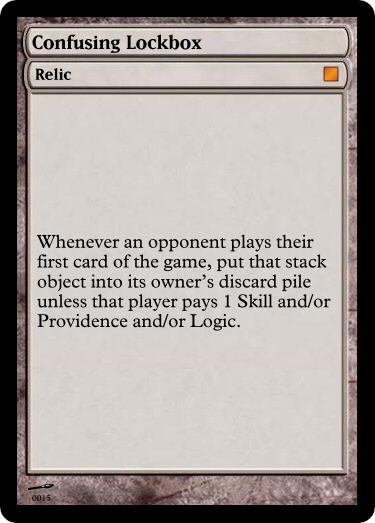 Confusing Lockbox
Relic
Whenever an opponent plays their
first card of the game, put that stack
object into its owner's discard pile
unless that player pays 1 Skill and/or
Providence and/or Logic.
0015